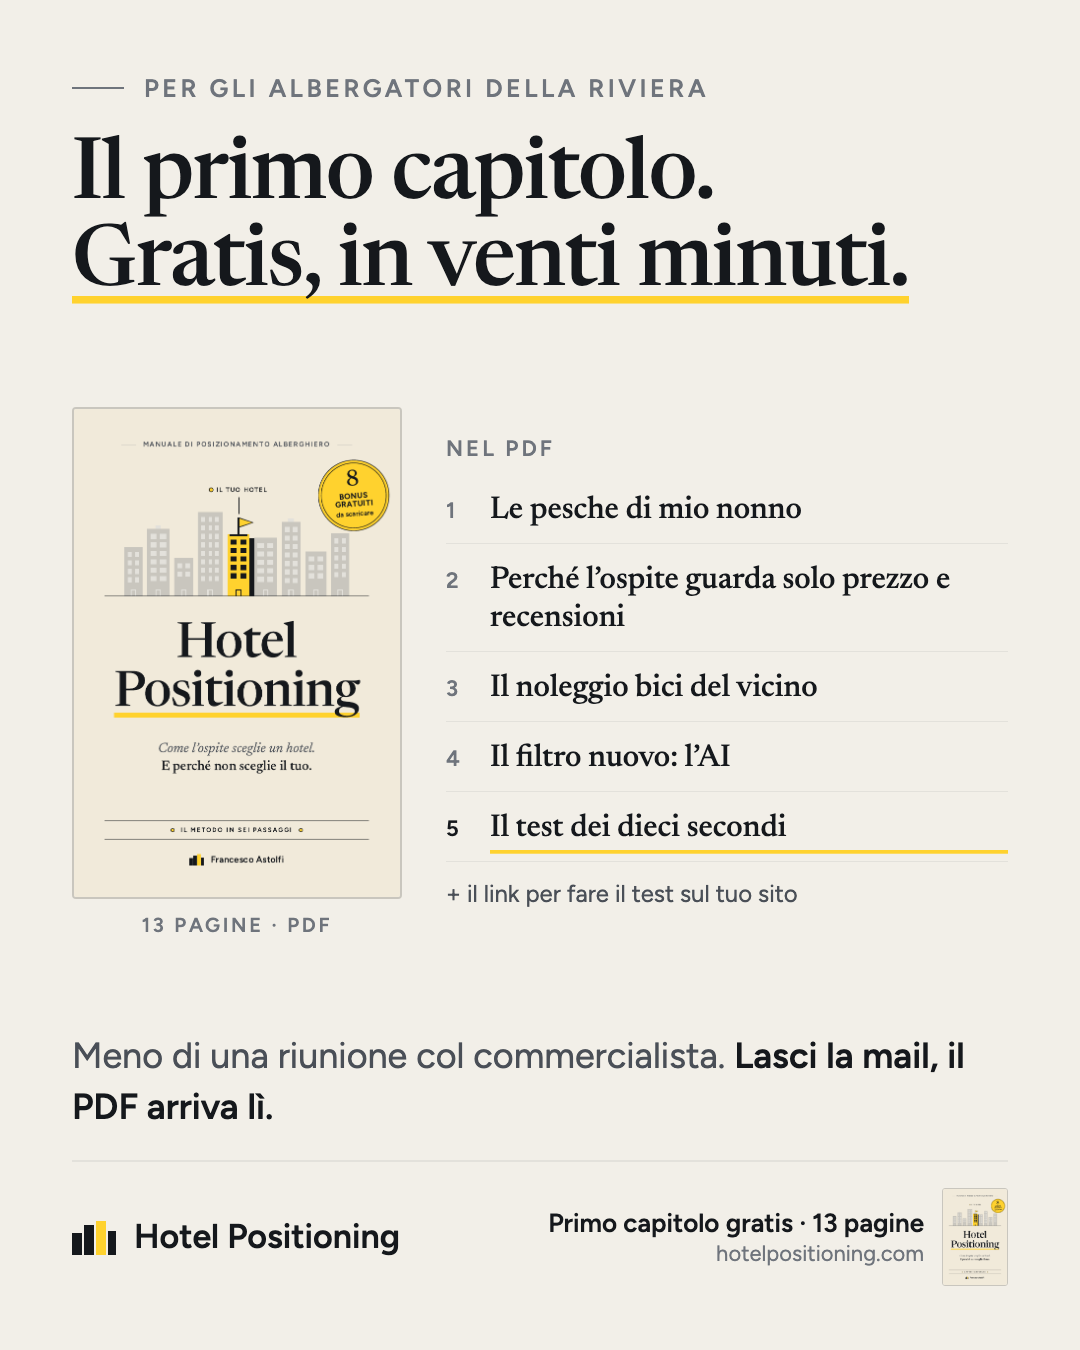 PER GLI ALBERGATORI DELLA RIVIERA
Il primo capitolo.
Gratis, in venti minuti.
MANUALE DI POSIZIONAMENTO ALBERGHIERO
8
BONUS
GRATUITI
da scaricare
IL TUO HOTEL
Hotel
Positioning
Come l'ospite sceglie un hotel.
E perché non sceglie il tuo.
IL METODO IN SEI PASSAGGI
Francesco Astolfi
13 PAGINE · PDF
NEL PDF
1 Le pesche di mio nonno
2 Perché l’ospite guarda solo prezzo e
recensioni
3 Il noleggio bici del vicino
4 Il filtro nuovo: l’AI
5 Il test dei dieci secondi
+ il link per fare il test sul tuo sito
Meno di una riunione col commercialista. Lasci la mail, il
PDF arriva lì.
Hotel Positioning
Primo capitolo gratis · 13 pagine
hotelpositioning.com
Hotel
Positioning